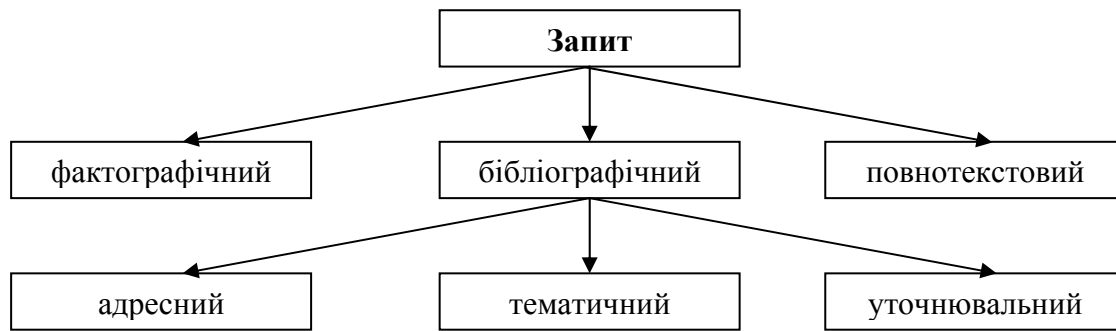 Запит
фактографічний бібліографічний повнотекстовий
адресний тематичний уточнювальний